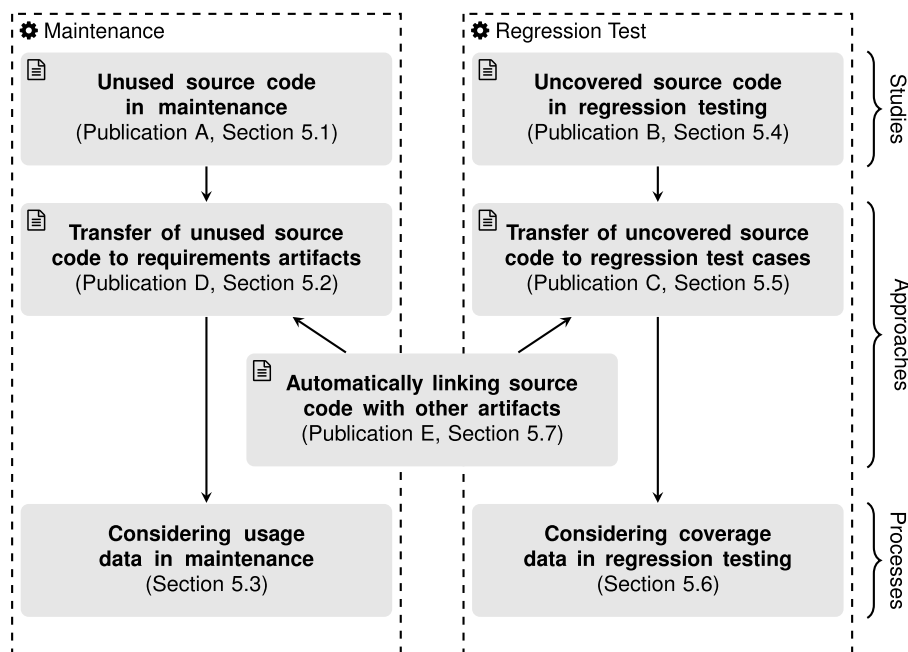 Maintenance
Unused source code
in maintenance
(Publication A, Section 5.1)
Transfer of unused source
code to requirements artifacts
(Publication D, Section 5.2)
Regression Test
Uncovered source code
in regression testing
(Publication B, Section 5.4)
Transfer of uncovered source
code to regression test cases
(Publication C, Section 5.5)
Automatically linking source
code with other artifacts
(Publication E, Section 5.7)
Considering usage
data in maintenance
(Section 5.3)
Considering coverage
data in regression testing
(Section 5.6)
Studies
Approaches
Processes